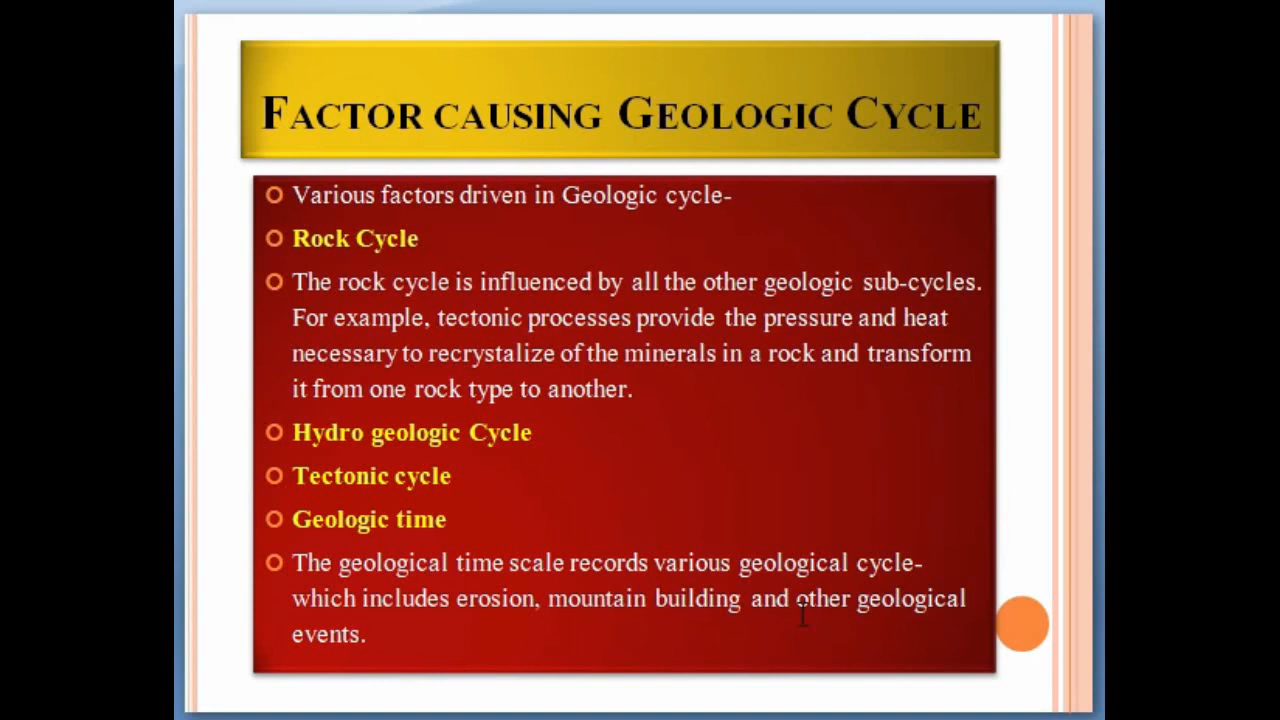 FACTOR CAUSING GEOLOGIC CYCLE
Various factors driven in Geologic cycle-
Rock Cycle
The rock cycle is influenced by all the other geologic sub-cycles.
For example, tectonic processes provide the pressure and heat
necessary to recrystalize of the minerals in a rock and transform
it from one rock type to another.
Hydro geologic Cycle
Tectonic cycle
Geologic time
The geological time scale records various geological cycle-
which includes erosion, mountain building and other geological
events.